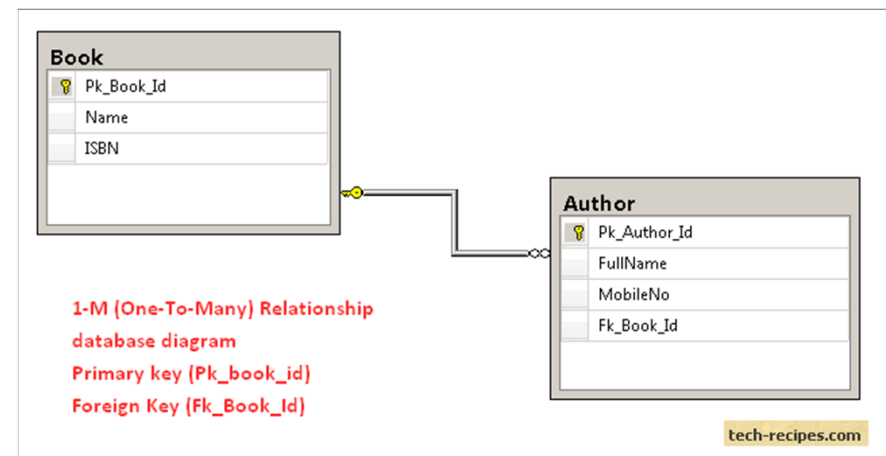 Book
Pk_Book_Id
Name
ISBN
Author
Pk_Author_Id
FullName
MobileNo
Fk_Book_Id
1-M (One-To-Many) Relationship
database diagram
Primary key (Pk_book_id)
Foreign Key (Fk_Book_Id)
tech-recipes.com